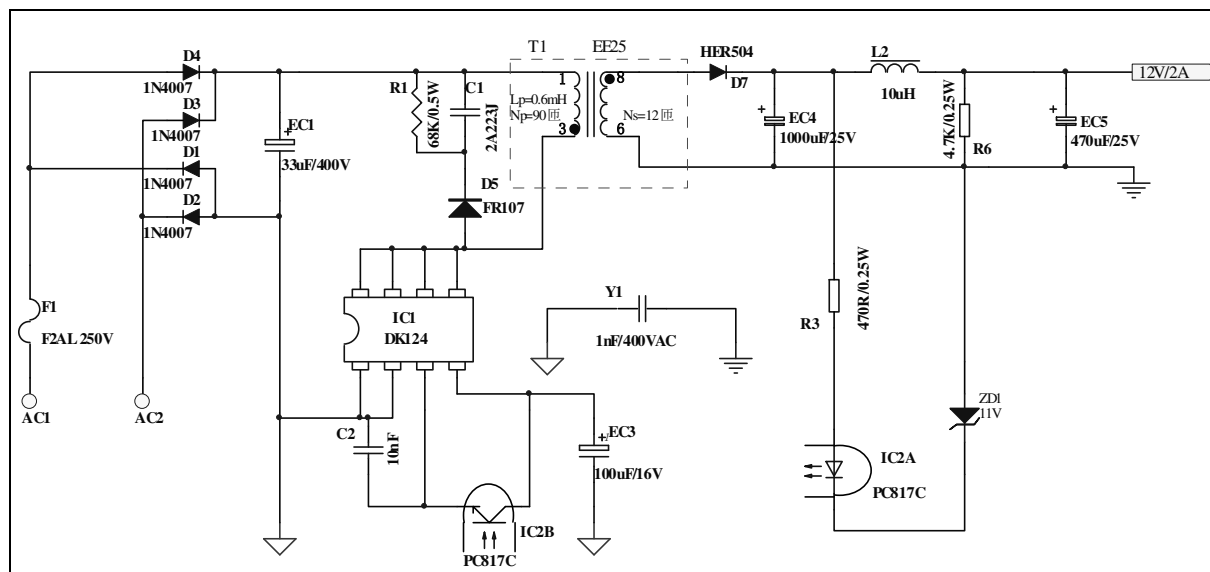 T1 EE25
D4
1N4007
D3
1N4007
D1
1N4007
D2
1N4007
EC1
33uF/400V
R1
68K/0.5W
C1
2A223J
D5
FR107
1
3
Lp=0.6mH
Np=90匝
8
6
Ns=12匝
HER504
D7
L2
10uH
12V/2A
EC4
1000uF/25V
4.7K/0.25W
R6
EC5
470uF/25V
F1
F2AL 250V
AC1
AC2
IC1
DK124
Y1
1nF/400VAC
R3
470R/0.25W
C2
10nF
EC3
100uF/16V
IC2B
PC817C
IC2A
PC817C
ZD1
11V